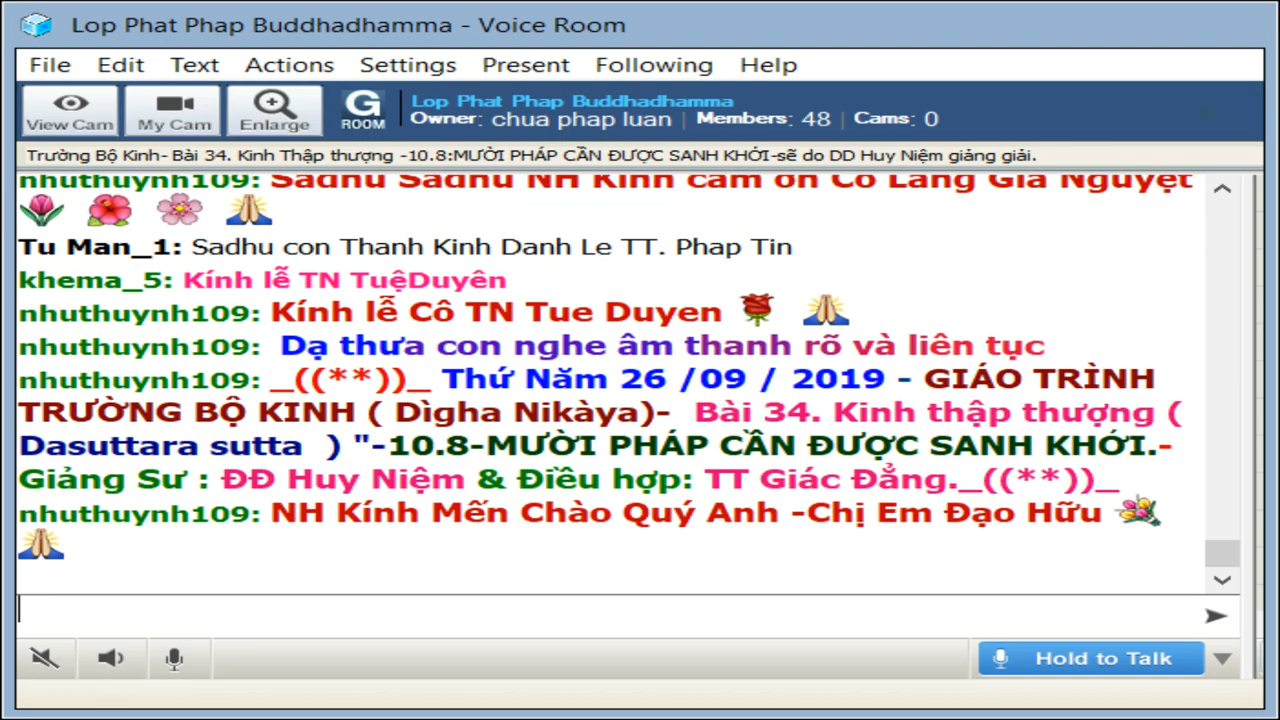 Lop Phat Phap Buddhadhamma - Voice Room
File Edit Text Actions Settings Present Following Help
View Cam My Cam Enlarge G ROOM
Lop Phat Phap Buddhadhamma
Owner: chua phap luan | Members: 48 | Cams: 0
Trường Bộ Kinh- Bài 34. Kinh Thập thượng -10.8:MƯỜI PHÁP CẦN ĐƯỢC SANH KHỞI-sẽ do DD Huy Niệm giảng giải.
nhuthuynh109: Sadhu Sadhu NH Kính cám ơn Cô Lang Gia Nguyệt
Tu Man_1: Sadhu con Thanh Kinh Danh Le TT. Phap Tin
khema_5: Kính lễ TN TuệDuyên
nhuthuynh109: Kính lễ Cô TN Tue Duyen
nhuthuynh109: Dạ thưa con nghe âm thanh rõ và liên tục
nhuthuynh109: _((**))_ Thứ Năm 26 /09 / 2019 - GIÁO TRÌNH
TRƯỜNG BỘ KINH ( Dìgha Nikàya)- Bài 34. Kinh thập thượng (
Dasuttara sutta ) "-10.8-MƯỜI PHÁP CẦN ĐƯỢC SANH KHỞI.-
Giảng Sư : ĐĐ Huy Niệm & Điều hợp: TT Giác Đẳng._((**))_
nhuthuynh109: NH Kính Mến Chào Quý Anh -Chị Em Đạo Hữu
Hold to Talk